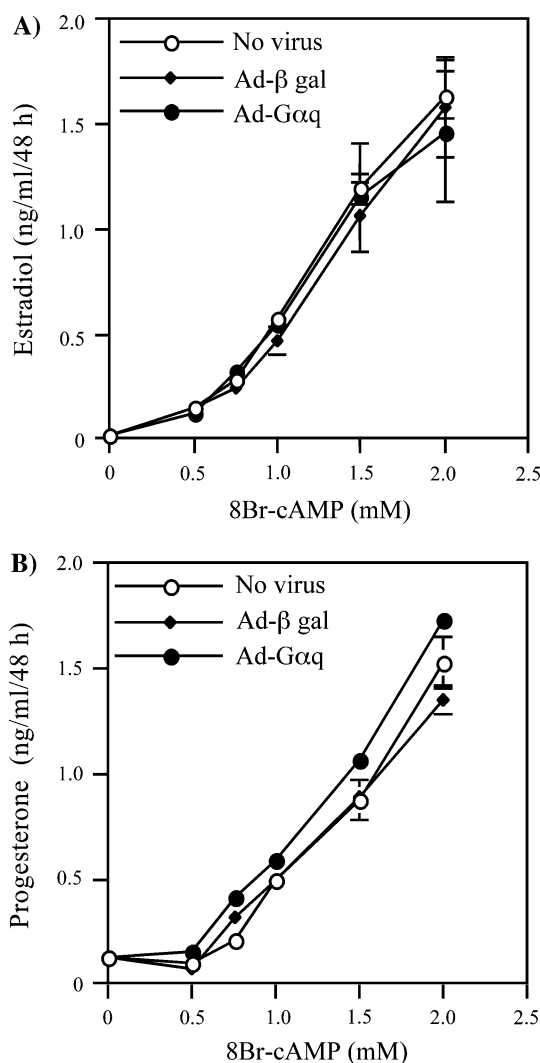 A)
2.0
No virus
Ad-β gal
Ad-Gαq
1.5
1.0
0.5
0
Estradiol (ng/ml/48 h)
0 0.5 1.0 1.5 2.0 2.5
8Br-cAMP (mM)
B)
2.0
No virus
Ad-β gal
Ad-Gαq
1.5
1.0
0.5
0
Progesterone (ng/ml/48 h)
0 0.5 1.0 1.5 2.0 2.5
8Br-cAMP (mM)